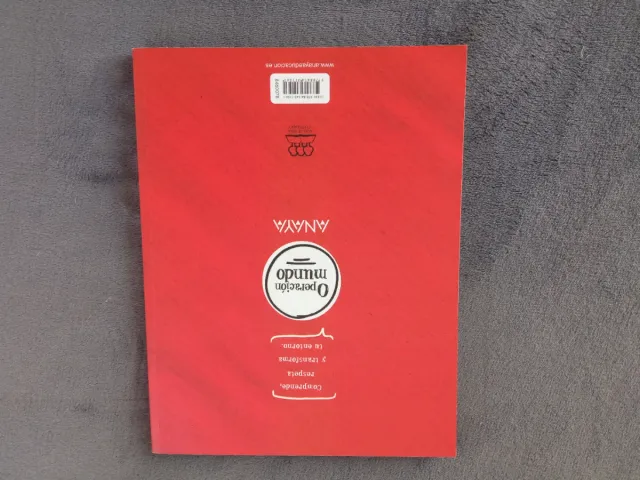 Comprende,
respeta
y transforma
tu entorno.
Operación
mundo
ANAYA
www.anayaeducacion.es